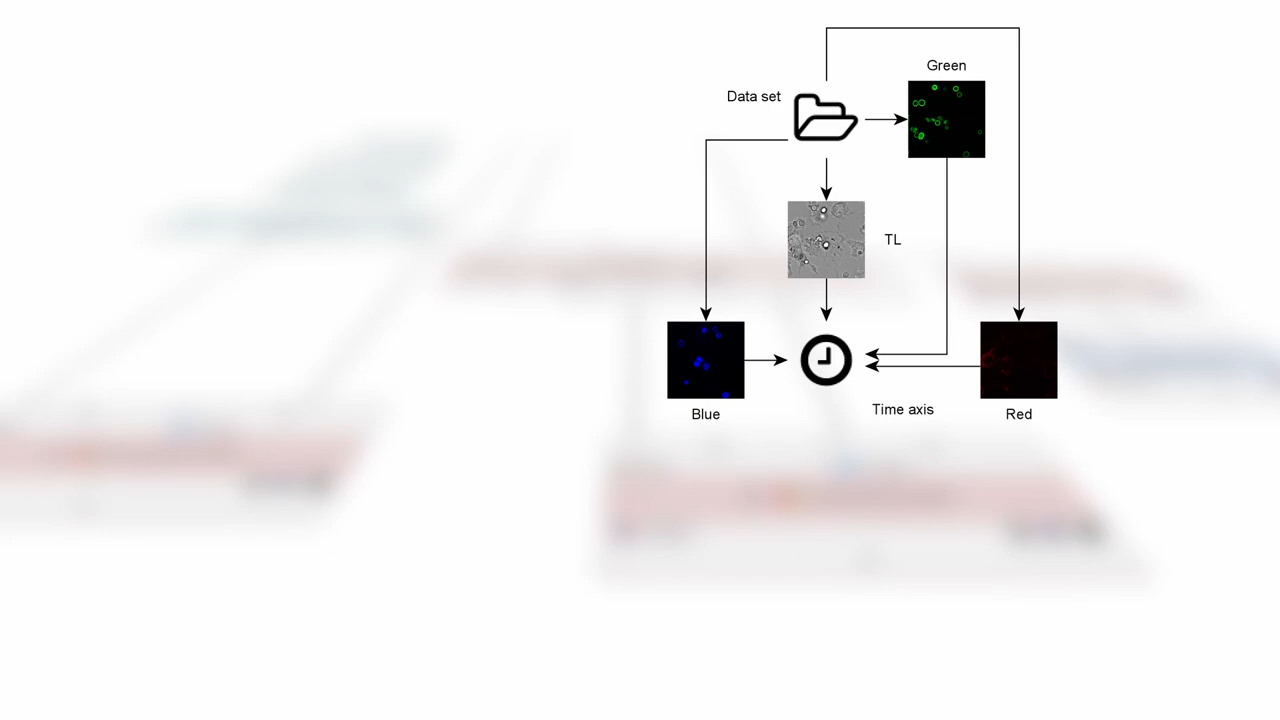 Green
Data set
TL
Blue
Time axis
Red